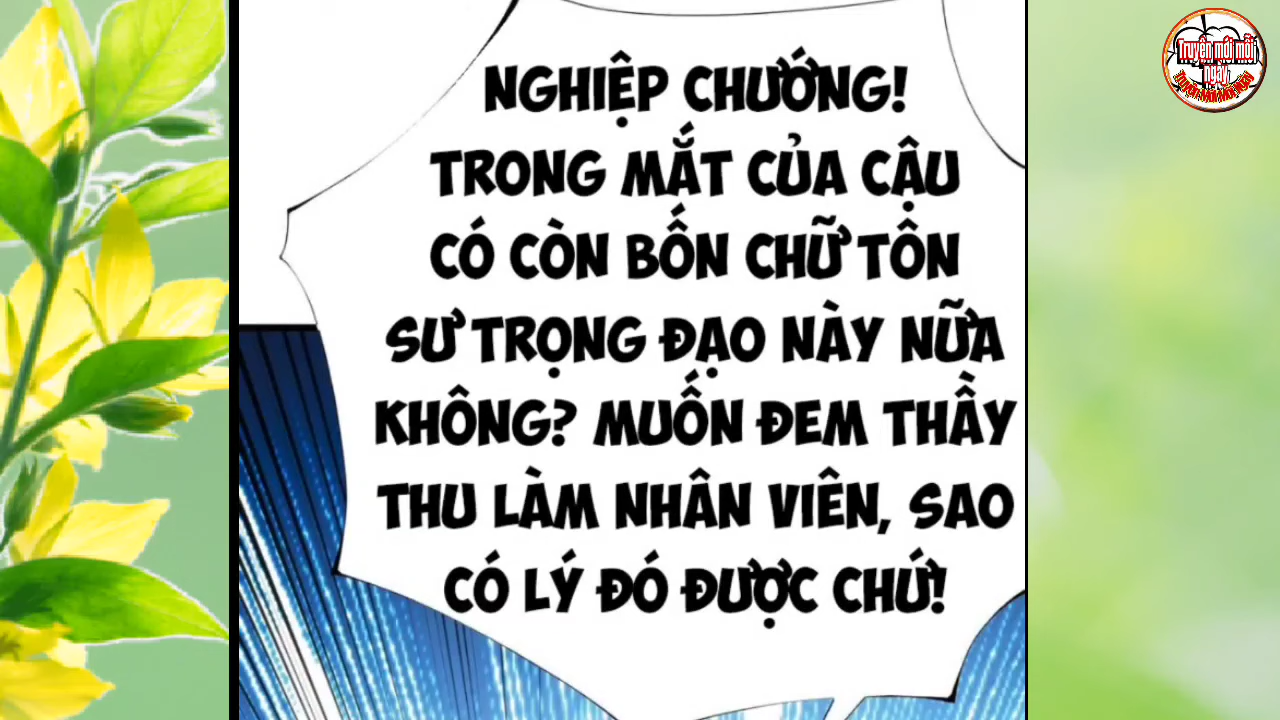 NGHIỆP CHƯỚNG!
TRONG MẮT CỦA CẬU
CÓ CÒN BỐN CHỮ TÔN
SƯ TRỌNG ĐẠO NÀY NỮA
KHÔNG? MUỐN ĐEM THẦY
THU LÀM NHÂN VIÊN, SAO
CÓ LÝ ĐÓ ĐƯỢC CHỨ!
Truyện mới mỗi
ngày